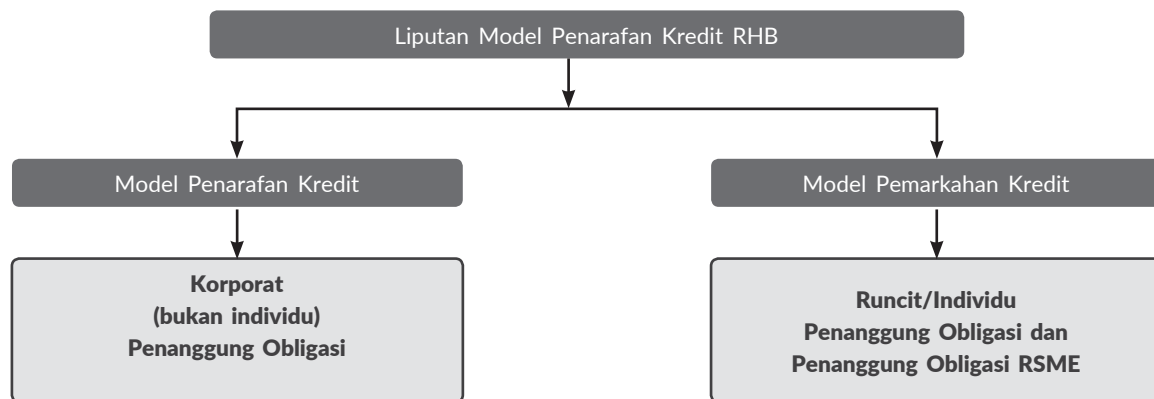 Liputan Model Penarafan Kredit RHB
Model Penarafan Kredit
Model Pemarkahan Kredit
Korporat
(bukan individu)
Penanggung Obligasi
Runcit/Individu
Penanggung Obligasi dan
Penanggung Obligasi RSME